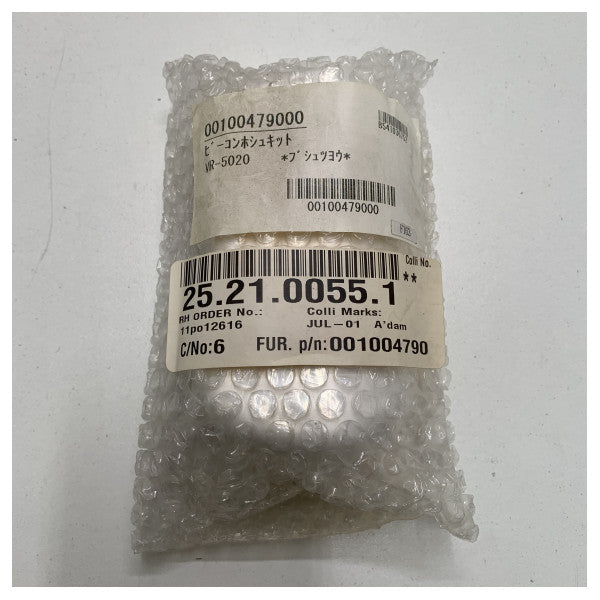 00100479000
ビーコンホシュキット
VR-5020 *ブシュツヨウ*
00100479000
Colli No.
**
25.21.0055.1
RH ORDER No.: Colli Marks:
11po12616 JUL-01 A'dam
C/No:6 FUR. p/n:001004790